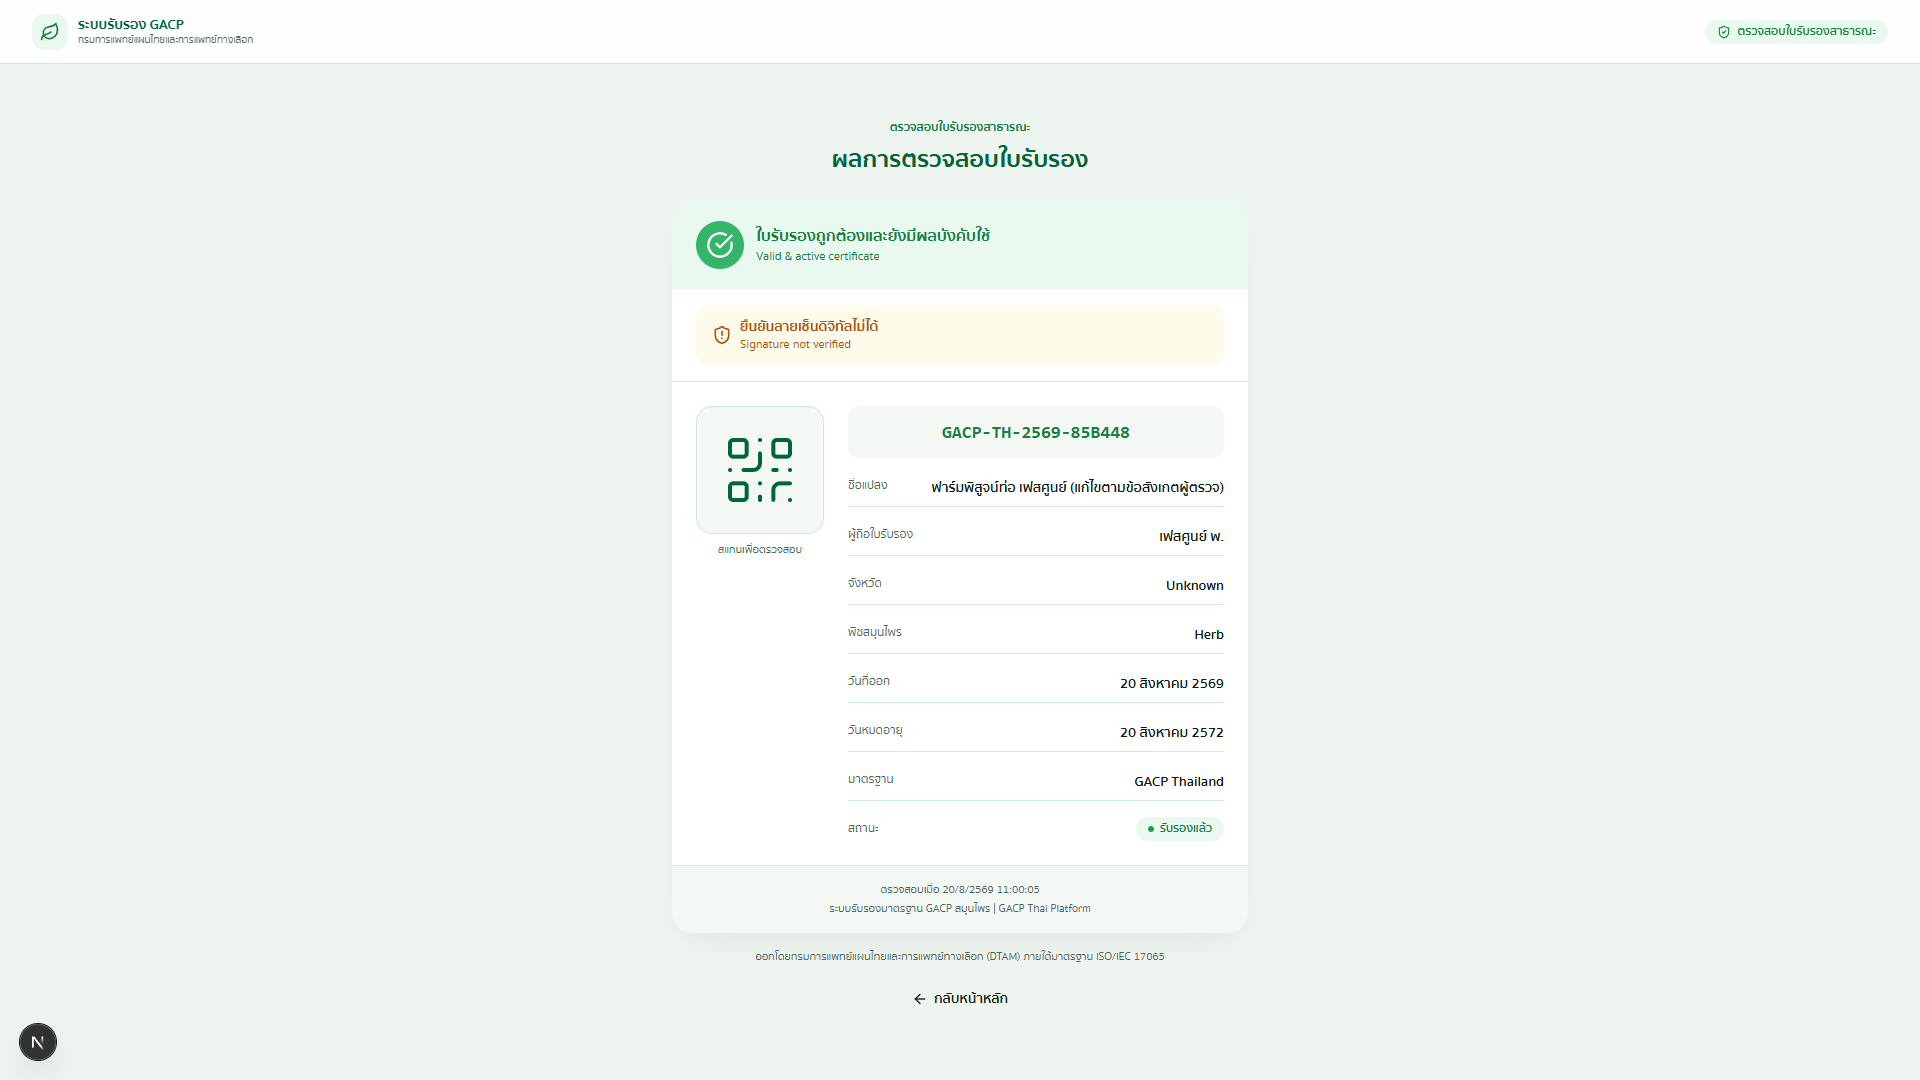 ระบบรับรอง GACP
กรมการแพทย์แผนไทยและการแพทย์ทางเลือก
ตรวจสอบใบรับรองสาธารณะ
ตรวจสอบใบรับรองสาธารณะ
ผลการตรวจสอบใบรับรอง
ใบรับรองถูกต้องและยังมีผลบังคับใช้
Valid & active certificate
ยืนยันลายเซ็นดิจิทัลไม่ได้
Signature not verified
สแกนเพื่อตรวจสอบ
GACP-TH-2569-85B448
ชื่อแปลง ฟาร์มพิสูจน์ท่อ เฟสศูนย์ (แก้ไขตามข้อสังเกตผู้ตรวจ)
ผู้ถือใบรับรอง เฟสศูนย์ พ.
จังหวัด Unknown
พืชสมุนไพร Herb
วันที่ออก 20 สิงหาคม 2569
วันหมดอายุ 20 สิงหาคม 2572
มาตรฐาน GACP Thailand
สถานะ รับรองแล้ว
ตรวจสอบเมื่อ 20/8/2569 11:00:05
ระบบรับรองมาตรฐาน GACP สมุนไพร | GACP Thai Platform
ออกโดยกรมการแพทย์แผนไทยและการแพทย์ทางเลือก (DTAM) ภายใต้มาตรฐาน ISO/IEC 17065
กลับหน้าหลัก
N